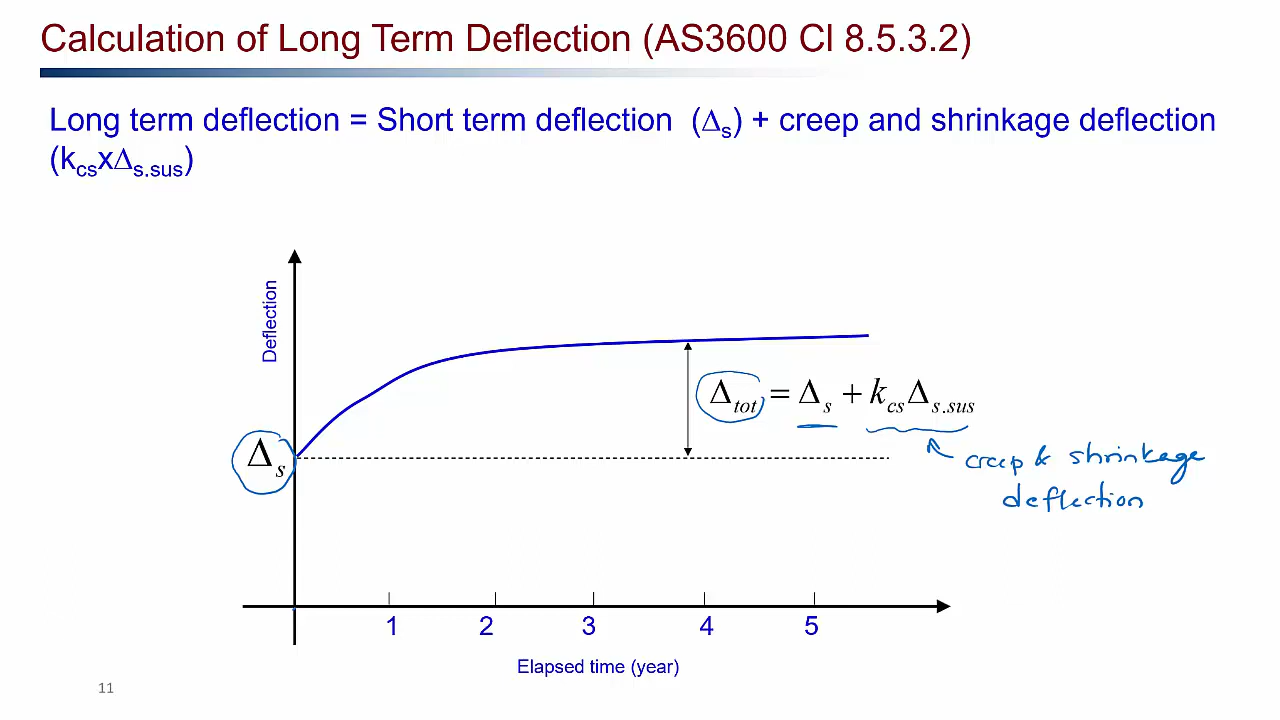 Calculation of Long Term Deflection (AS3600 Cl 8.5.3.2)
Long term deflection = Short term deflection (Δs) + creep and shrinkage deflection
(kcsxΔs.sus)
Deflection
Δtot = Δs + kcsΔs.sus
Δs
creep & shrinkage
deflection
1 2 3 4 5
Elapsed time (year)
11